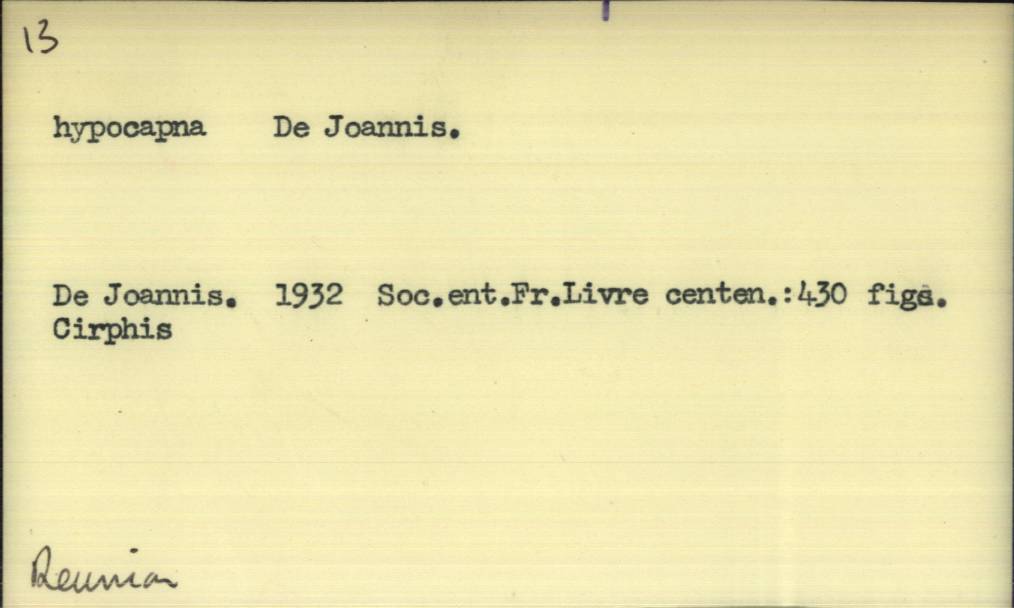 13
hypocapna De Joannis.
De Joannis. 1932 Soc.ent.Fr.Livre centen.:430 figs.
Cirphis
Reunion